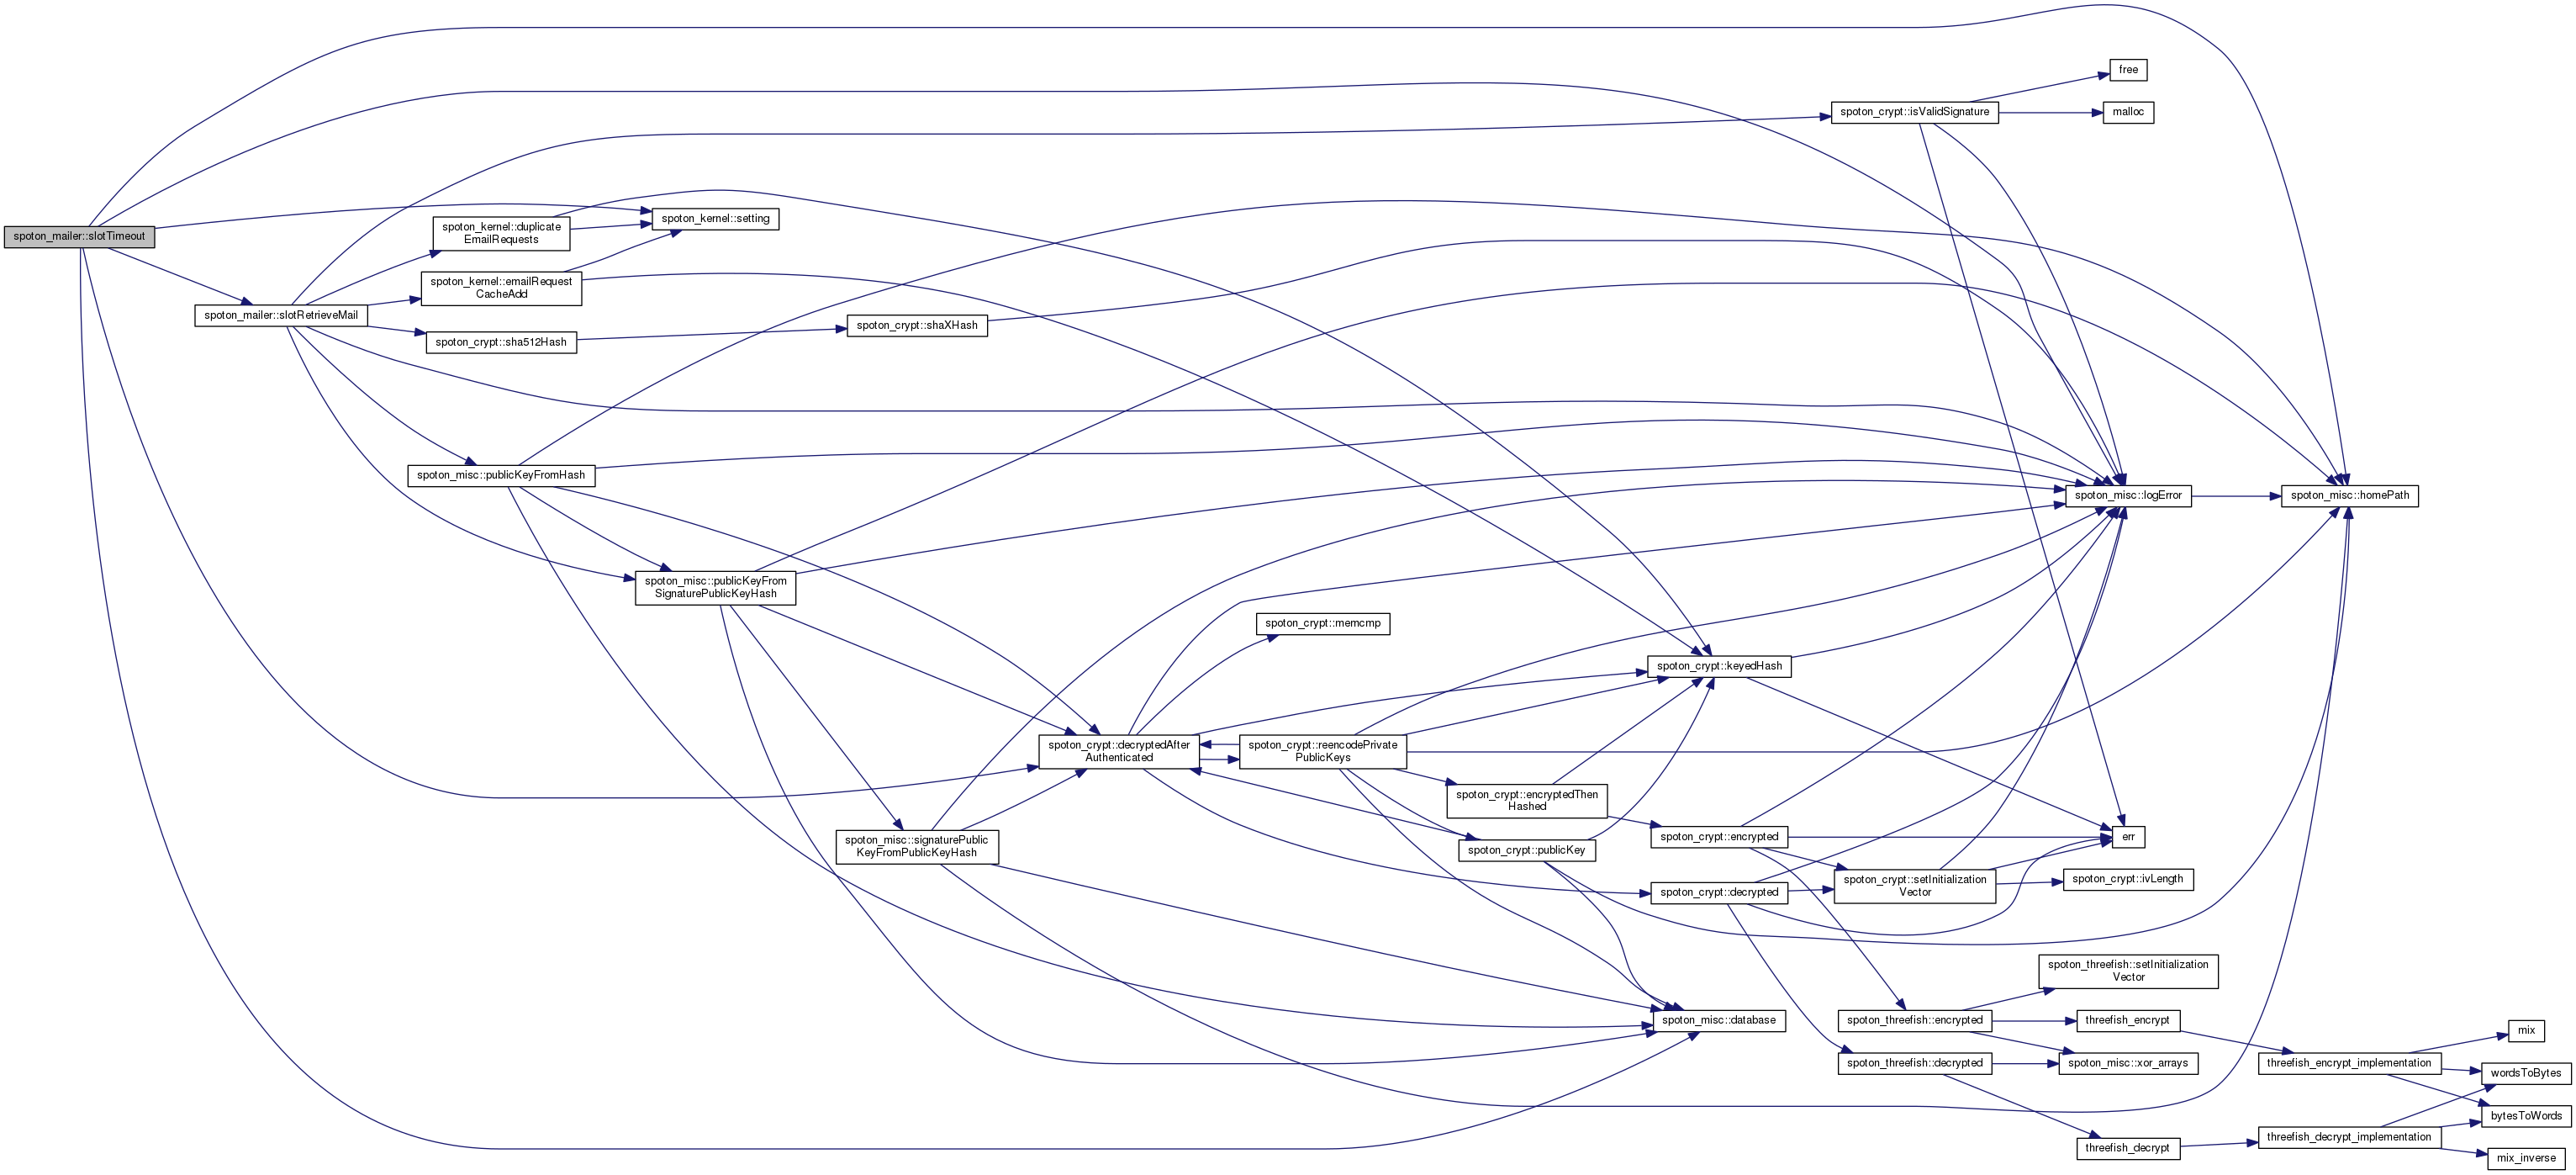 spoton_mailer::slotTimeout
spoton_mailer::slotRetrieveMail
spoton_kernel::duplicate
EmailRequests
spoton_kernel::emailRequest
CacheAdd
spoton_crypt::sha512Hash
spoton_misc::publicKeyFromHash
spoton_kernel::setting
spoton_misc::publicKeyFrom
SignaturePublicKeyHash
spoton_crypt::shaXHash
spoton_misc::signaturePublic
KeyFromPublicKeyHash
spoton_crypt::decryptedAfter
Authenticated
spoton_crypt::memcmp
spoton_crypt::reencodePrivate
PublicKeys
spoton_crypt::encryptedThen
Hashed
spoton_crypt::publicKey
spoton_crypt::keyedHash
spoton_crypt::encrypted
spoton_crypt::decrypted
spoton_misc::database
spoton_crypt::isValidSignature
spoton_crypt::setInitialization
Vector
spoton_threefish::encrypted
spoton_threefish::decrypted
free
malloc
spoton_misc::logError
err
spoton_crypt::ivLength
spoton_threefish::setInitialization
Vector
threefish_encrypt
spoton_misc::xor_arrays
threefish_decrypt
spoton_misc::homePath
threefish_encrypt_implementation
threefish_decrypt_implementation
mix
wordsToBytes
bytesToWords
mix_inverse